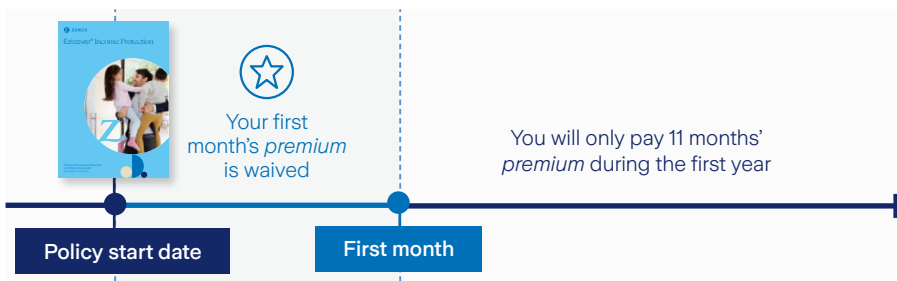 ZURICH
Ezicover® Income Protection
Z
Your first
month's premium
is waived
You will only pay 11 months'
premium during the first year
Policy start date
First month